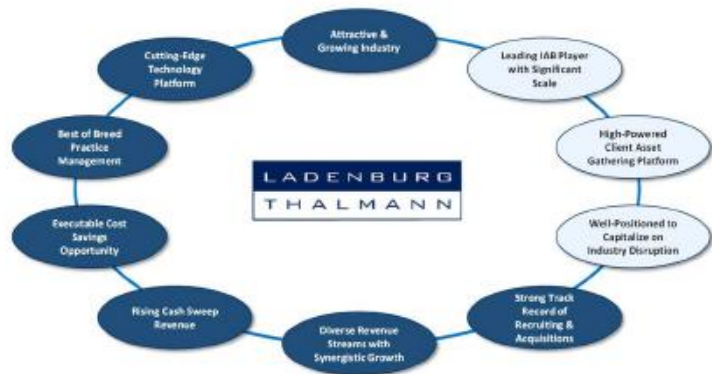 Attractive &
Growing Industry
Leading IAB Player
with Significant
Scale
High-Powered
Client Asset
Gathering Platform
Well-Positioned to
Capitalize on
Industry Disruption
Strong Track
Record of
Recruiting &
Acquisitions
Diverse Revenue
Streams with
Synergistic Growth
Rising Cash Sweep
Revenue
Executable Cost
Savings
Opportunity
Best of Breed
Practice
Management
Cutting-Edge
Technology
Platform
LADENBURG
THALMANN